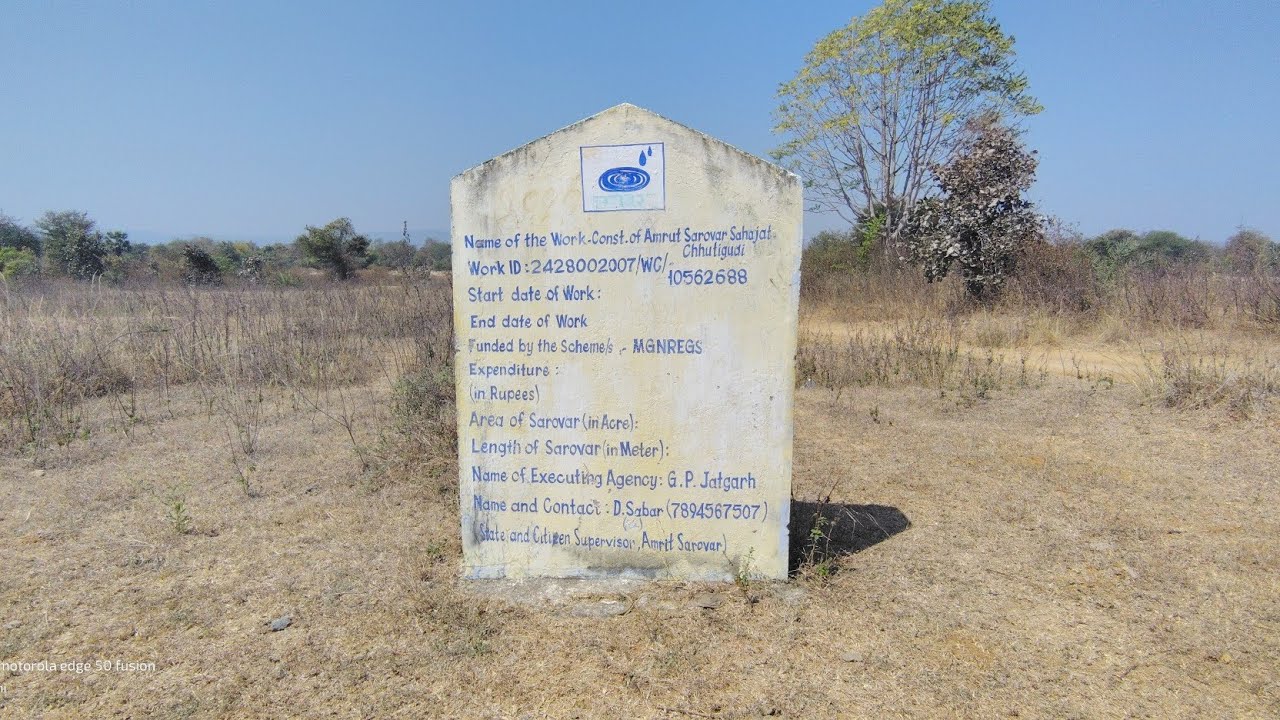 Name of the Work-Const. of Amrut Sarovar Sahajat
Chhutigudi
Work ID : 2428002007/WC/
10562688
Start date of Work :
End date of Work
Funded by the Scheme/s :- MGNREGS
Expenditure :
(in Rupees)
Area of Sarovar (in Acre):
Length of Sarovar (in Meter):
Name of Executing Agency: G.P. Jatgarh
Name and Contact : D. Sabar (7894567507)
(State and Citizen Supervisor, Amrit Sarovar)
motorola edge 50 fusion